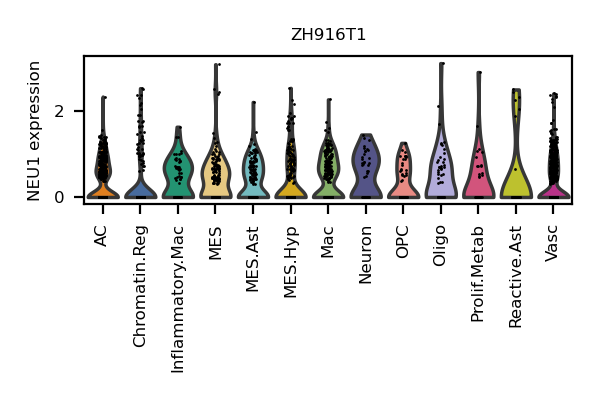 ZH916T1
NEU1 expression
2
0
AC
Chromatin.Reg
Inflammatory.Mac
MES
MES.Ast
MES.Hyp
Mac
Neuron
OPC
Oligo
Prolif.Metab
Reactive.Ast
Vasc